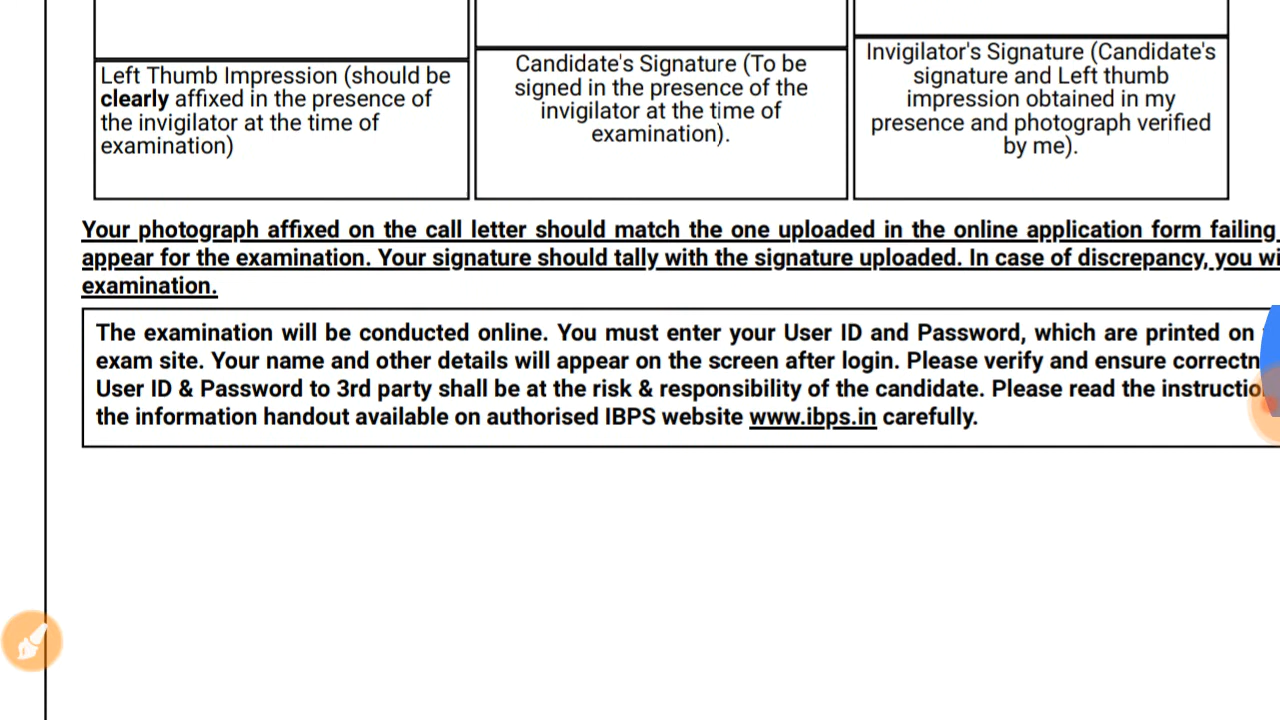 Left Thumb Impression (should be
clearly affixed in the presence of
the invigilator at the time of
examination)
Candidate's Signature (To be
signed in the presence of the
invigilator at the time of
examination).
Invigilator's Signature (Candidate's
signature and Left thumb
impression obtained in my
presence and photograph verified
by me).
Your photograph affixed on the call letter should match the one uploaded in the online application form failing
appear for the examination. Your signature should tally with the signature uploaded. In case of discrepancy, you
examination.
The examination will be conducted online. You must enter your User ID and Password, which are printed on
exam site. Your name and other details will appear on the screen after login. Please verify and ensure
User ID & Password to 3rd party shall be at the risk & responsibility of the candidate. Please read the
the information handout available on authorised IBPS website www.ibps.in carefully.